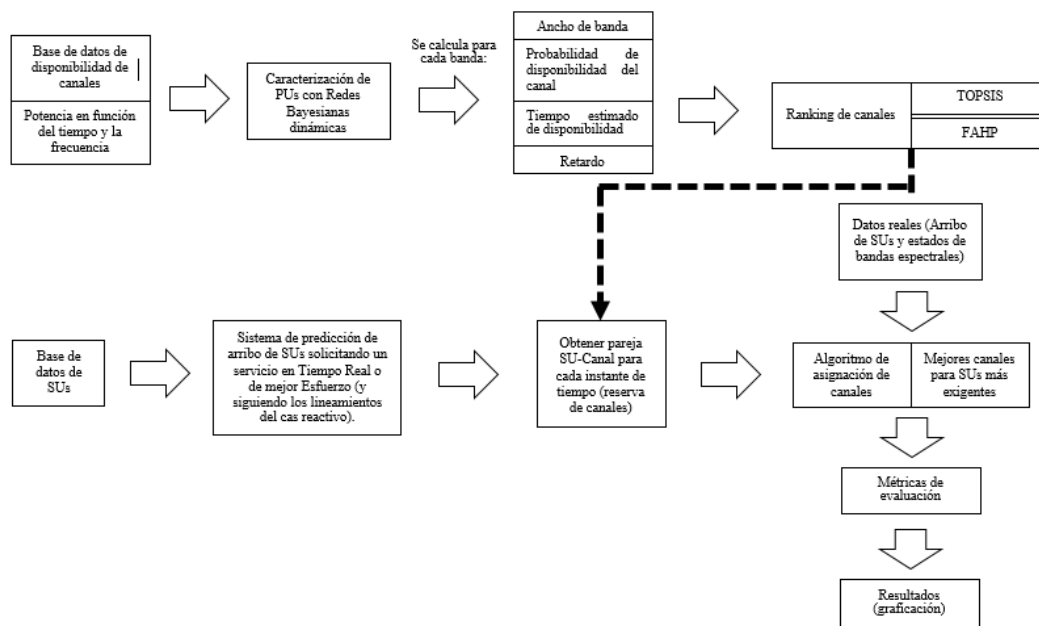 Base de datos de
disponibilidad de
canales
Potencia en función
del tiempo y la
frecuencia
Caracterización de
PUs con Redes
Bayesianas
dinámicas
Se calcula para
cada banda:
Ancho de banda
Probabilidad de
disponibilidad del
canal
Tiempo estimado
de disponibilidad
Retardo
Ranking de canales
TOPSIS
FAHP
Datos reales (Arribo
de SUs y estados de
bandas espectrales)
Base de
datos de
SUs
Sistema de predicción de
arribo de SUs solicitando un
servicio en Tiempo Real o
de mejor Esfuerzo (y
siguiendo los lineamientos
del cas reactivo).
Obtener pareja
SU-Canal para
cada instante de
tiempo (reserva
de canales)
Algoritmo de
asignación de
canales
Mejores canales
para SUs más
exigentes
Métricas de
evaluación
Resultados
(graficación)